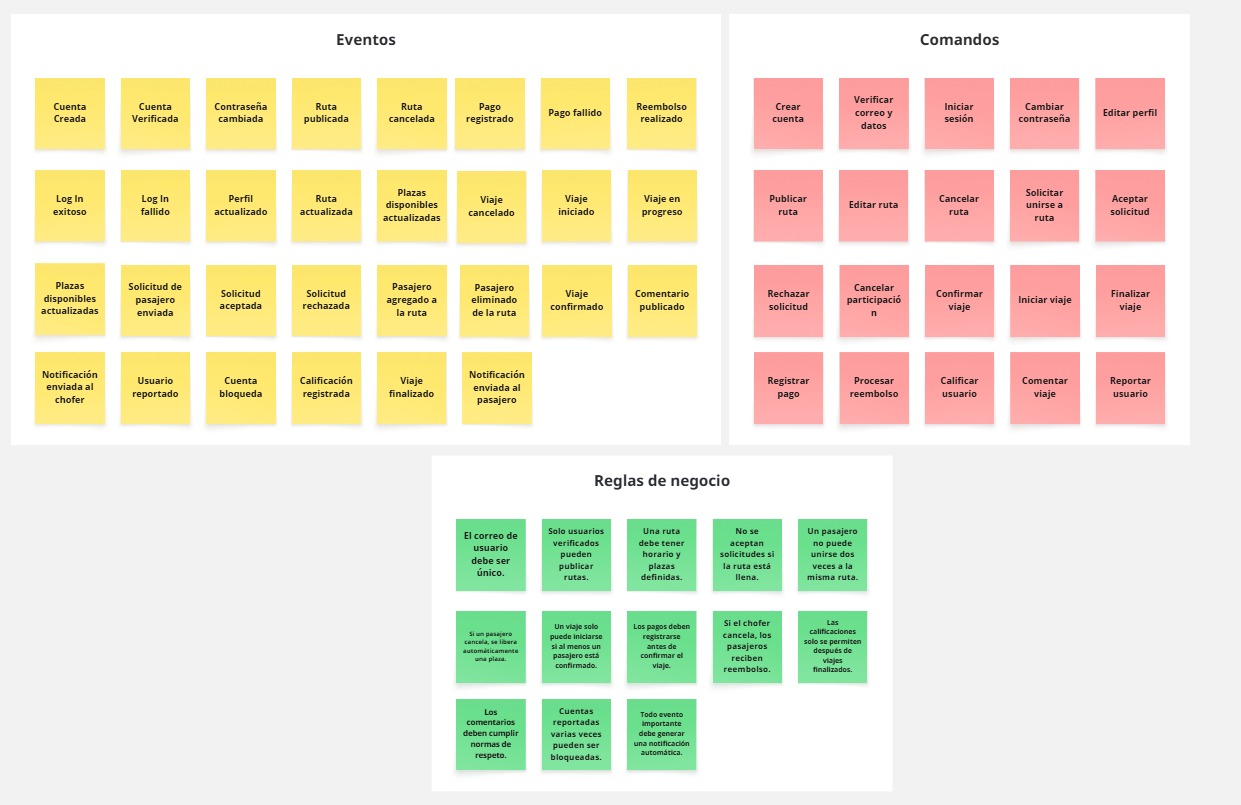 Eventos
Cuenta
Creada
Cuenta
Verificada
Contraseña
cambiada
Ruta
publicada
Ruta
cancelada
Pago
registrado
Pago fallido
Reembolso
realizado
Log In
exitoso
Log In
fallido
Perfil
actualizado
Ruta
actualizada
Plazas
disponibles
actualizadas
Viaje
cancelado
Viaje
iniciado
Viaje en
progreso
Plazas
disponibles
actualizadas
Solicitud de
pasajero
enviada
Solicitud
aceptada
Solicitud
rechazada
Pasajero
agregado a
la ruta
Pasajero
eliminado
de la ruta
Viaje
confirmado
Comentario
publicado
Notificación
enviada al
chofer
Usuario
reportado
Cuenta
bloqueda
Calificación
registrada
Viaje
finalizado
Notificación
enviada al
pasajero
Comandos
Crear
cuenta
Verificar
correo y
datos
Iniciar
sesión
Cambiar
contraseña
Editar perfil
Publicar
ruta
Editar ruta
Cancelar
ruta
Solicitar
unirse a
ruta
Aceptar
solicitud
Rechazar
solicitud
Cancelar
participació
n
Confirmar
viaje
Iniciar viaje
Finalizar
viaje
Registrar
pago
Procesar
reembolso
Calificar
usuario
Comentar
viaje
Reportar
usuario
Reglas de negocio
El correo de
usuario
debe ser
único.
Solo usuarios
verificados
pueden
publicar
rutas.
Una ruta
debe tener
horario y
plazas
definidas.
No se
aceptan
solicitudes si
la ruta está
llena.
Un pasajero
no puede
unirse dos
veces a la
misma ruta.
Si un pasajero
cancela, se libera
automáticamente
una plaza.
Un viaje solo
puede iniciarse
si al menos un
pasajero está
confirmado.
Los pagos deben
registrarse
antes de
confirmar el
viaje.
Si el chofer
cancela, los
pasajeros
reciben
reembolso.
Las
calificaciones
solo se permiten
después de
viajes
finalizados.
Los
comentarios
deben cumplir
normas de
respeto.
Cuentas
reportadas
varias veces
pueden ser
bloqueadas.
Todo evento
importante
debe generar
una notificación
automática.